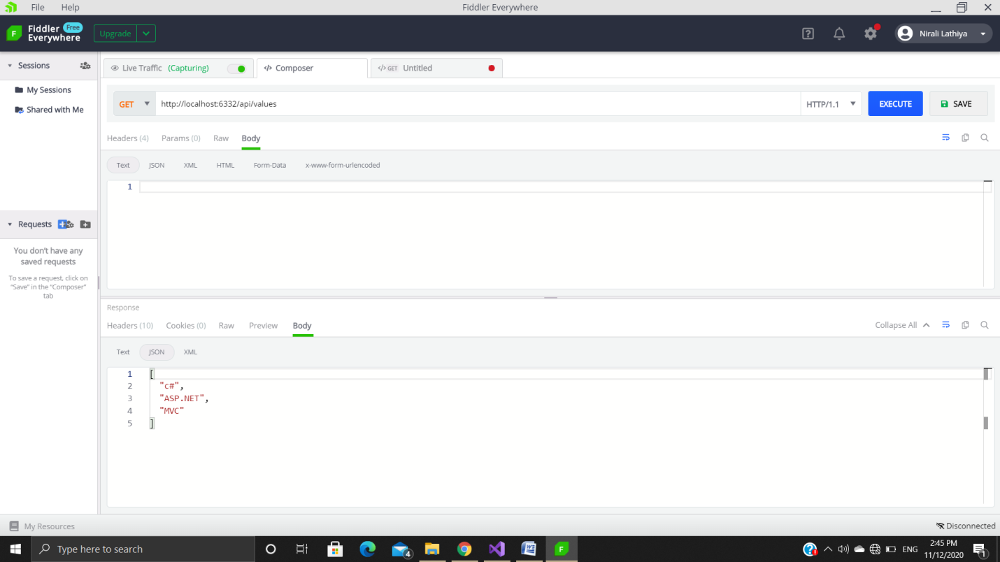 File Help Fiddler Everywhere
Fiddler Everywhere Free Upgrade Nirali Lathiya
Sessions
My Sessions
Shared with Me
Requests
You don't have any
saved requests
To save a request, click on
"Save" in the "Composer"
tab
Live Traffic (Capturing) </> Composer </> GET Untitled
GET http://localhost:6332/api/values HTTP/1.1 EXECUTE SAVE
Headers (4) Params (0) Raw Body
Text JSON XML HTML Form-Data x-www-form-urlencoded
1
Response
Headers (10) Cookies (0) Raw Preview Body Collapse All
Text JSON XML
1 [
2 "c#",
3 "ASP.NET",
4 "MVC"
5 ]
My Resources Disconnected
Type here to search 4 ENG 2:45 PM
11/12/2020 1